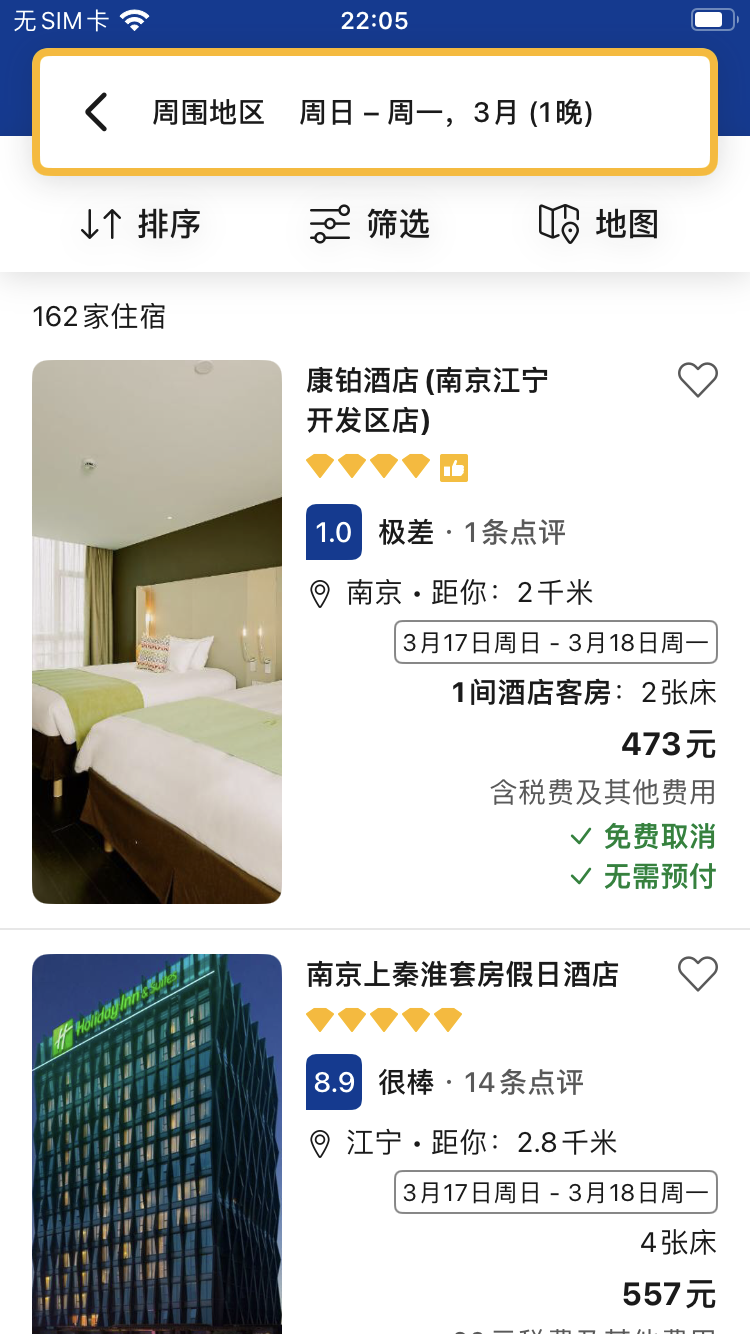 无SIM卡
22:05
周围地区 周日 – 周一，3月 (1晚)
排序
筛选
地图
162家住宿
康铂酒店(南京江宁
开发区店)
1.0 极差 · 1条点评
南京 • 距你：2千米
3月17日周日 - 3月18日周一
1间酒店客房：2张床
473元
含税费及其他费用
免费取消
无需预付
Holiday Inn & Suites
南京上秦淮套房假日酒店
8.9 很棒 · 14条点评
江宁 • 距你：2.8千米
3月17日周日 - 3月18日周一
4张床
557元